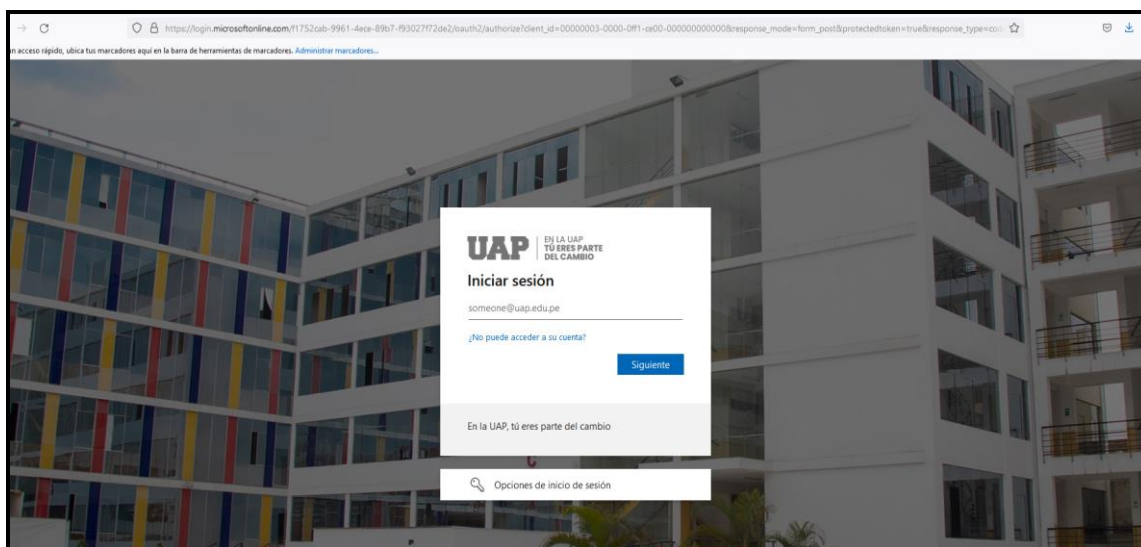 https://login.microsoftonline.com/f1752cab-9961-4ece-89b7-f93027f72de2/oauth2/authorize?client_id=00000003-0000-0ff1-ce00-000000000000&response_mode=form_post&protectedtoken=true&response_type=co
n acceso rápido, ubica tus marcadores aquí en la barra de herramientas de marcadores. Administrar marcadores...
UAP
EN LA UAP
TÚ ERES PARTE
DEL CAMBIO
Iniciar sesión
someone@uap.edu.pe
¿No puede acceder a su cuenta?
Siguiente
En la UAP, tú eres parte del cambio
C
Opciones de inicio de sesión